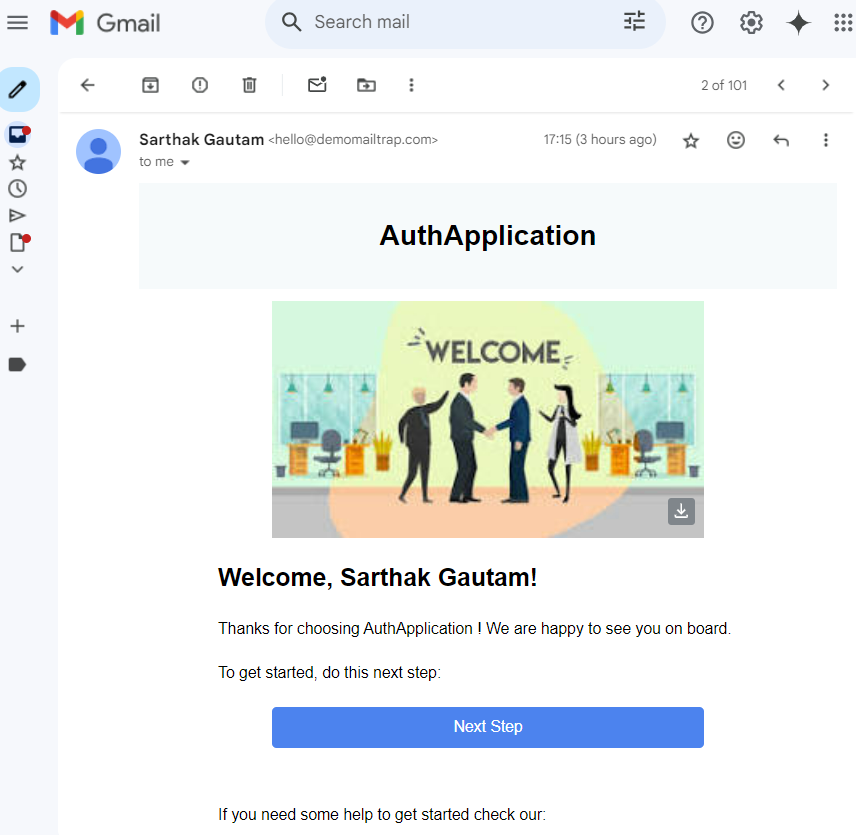 Gmail
Search mail
2 of 101
Sarthak Gautam <hello@demomailtrap.com>
17:15 (3 hours ago)
to me
AuthApplication
WELCOME
Welcome, Sarthak Gautam!
Thanks for choosing AuthApplication ! We are happy to see you on board.
To get started, do this next step:
Next Step
If you need some help to get started check our: